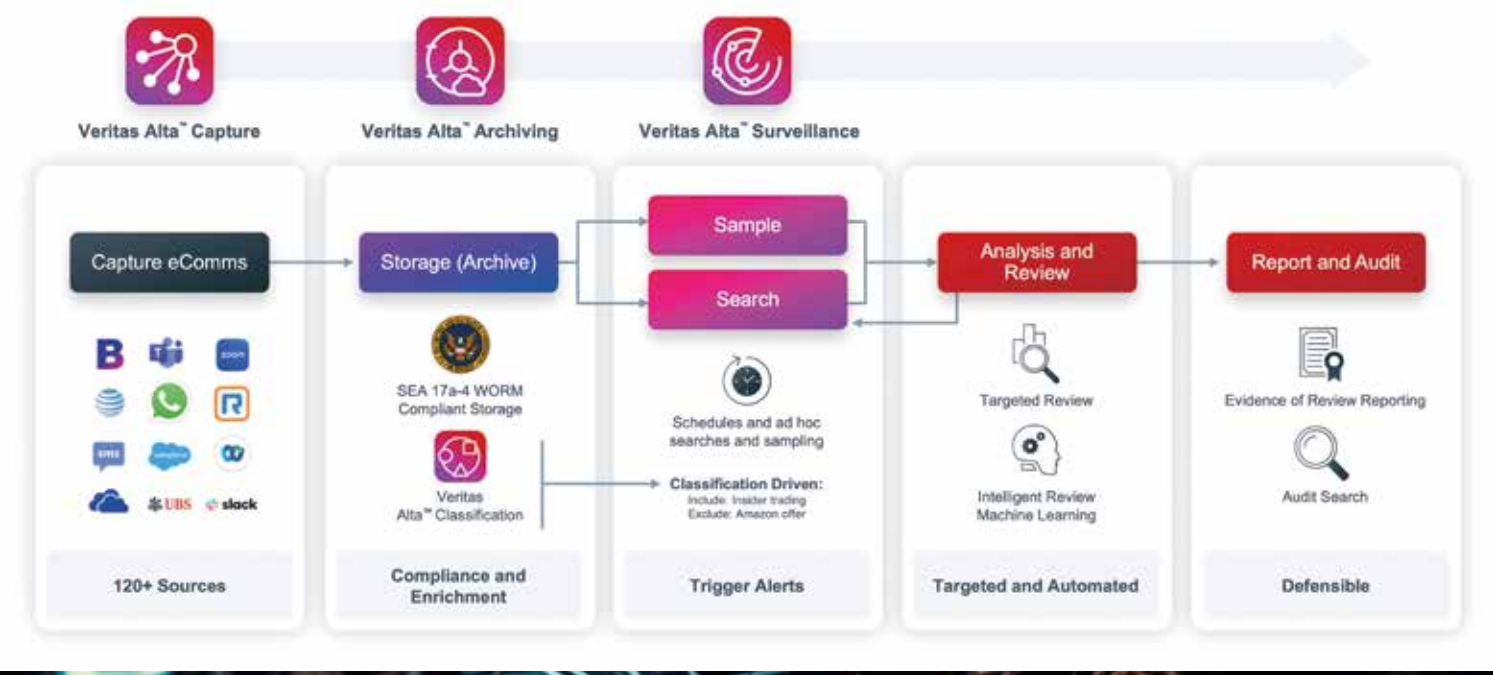 Veritas Alta™ Capture
Veritas Alta™ Archiving
Veritas Alta™ Surveillance
Capture eComms
B
T
zoom
R
SMS
salesforce
UBS
slack
120+ Sources
Storage (Archive)
SEA 17a-4 WORM
Compliant Storage
Veritas
Alta™ Classification
Compliance and
Enrichment
Sample
Search
Schedules and ad hoc
searches and sampling
Classification Driven:
Include: Insider trading
Exclude: Amazon offer
Trigger Alerts
Analysis and
Review
Targeted Review
Intelligent Review
Machine Learning
Targeted and Automated
Report and Audit
Evidence of Review Reporting
Audit Search
Defensible